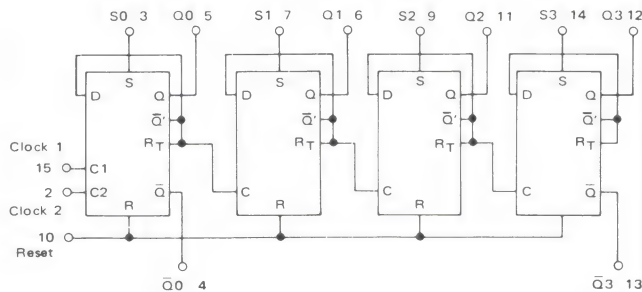 S0 3 Q0 5 S1 7 Q1 6 S2 9 Q2 11 S3 14 Q3 12
S S S S
D Q D Q D Q D Q
Q̅' Q̅' Q̅' Q̅'
Clock 1 RT RT RT RT
15 C1
2 C2 Q̅ C C C Q̅
Clock 2 R R R R
10
Reset
Q̅0 4 Q̅3 13